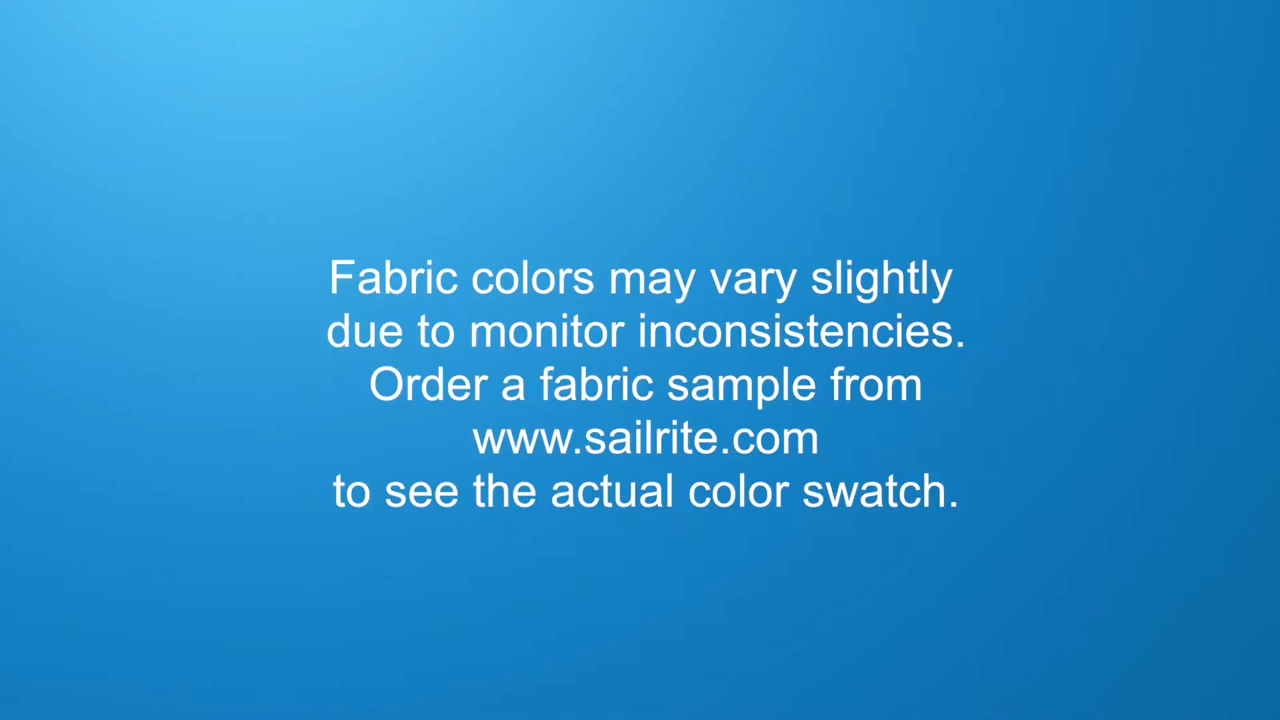 Fabric colors may vary slightly
due to monitor inconsistencies.
Order a fabric sample from
www.sailrite.com
to see the actual color swatch.